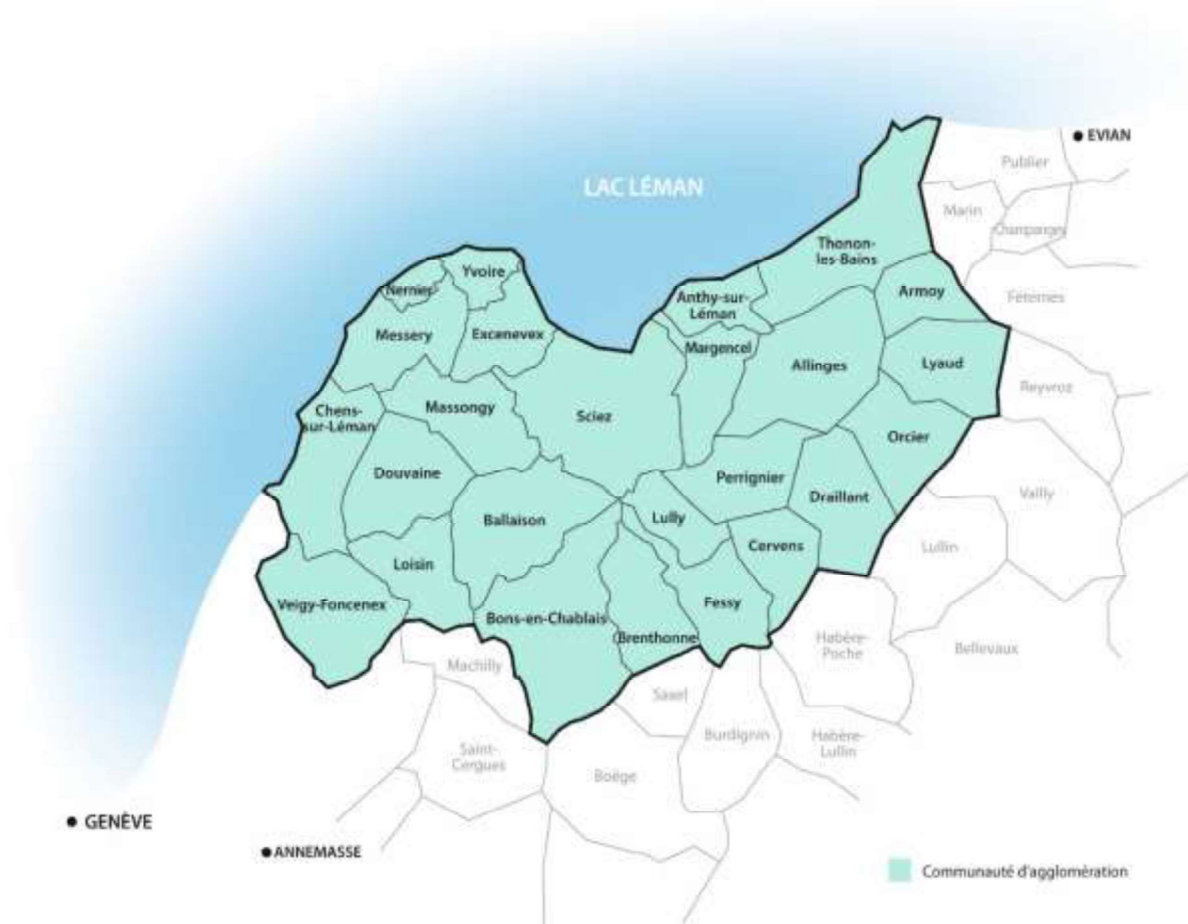 EVIAN
Publier
LAC LÉMAN
Marin
Champanges
Thonon-
les-Bains
Yvoire
Nernier
Armoy
Féternes
Anthy-sur-
Léman
Messery
Excenevex
Margencel
Allinges
Lyaud
Reyvroz
Chens-
sur-Léman
Massongy
Sciez
Orcier
Douvaine
Perrignier
Draillant
Vailly
Ballaison
Lully
Cervens
Lullin
Loisin
Veigy-Foncenex
Bons-en-Chablais
Fessy
Brenthonne
Habère-
Poche
Bellevaux
Machilly
Saxel
Burdignin
Habère-
Lullin
Saint-
Cergues
Boëge
GENÈVE
ANNEMASSE
Communauté d'agglomération